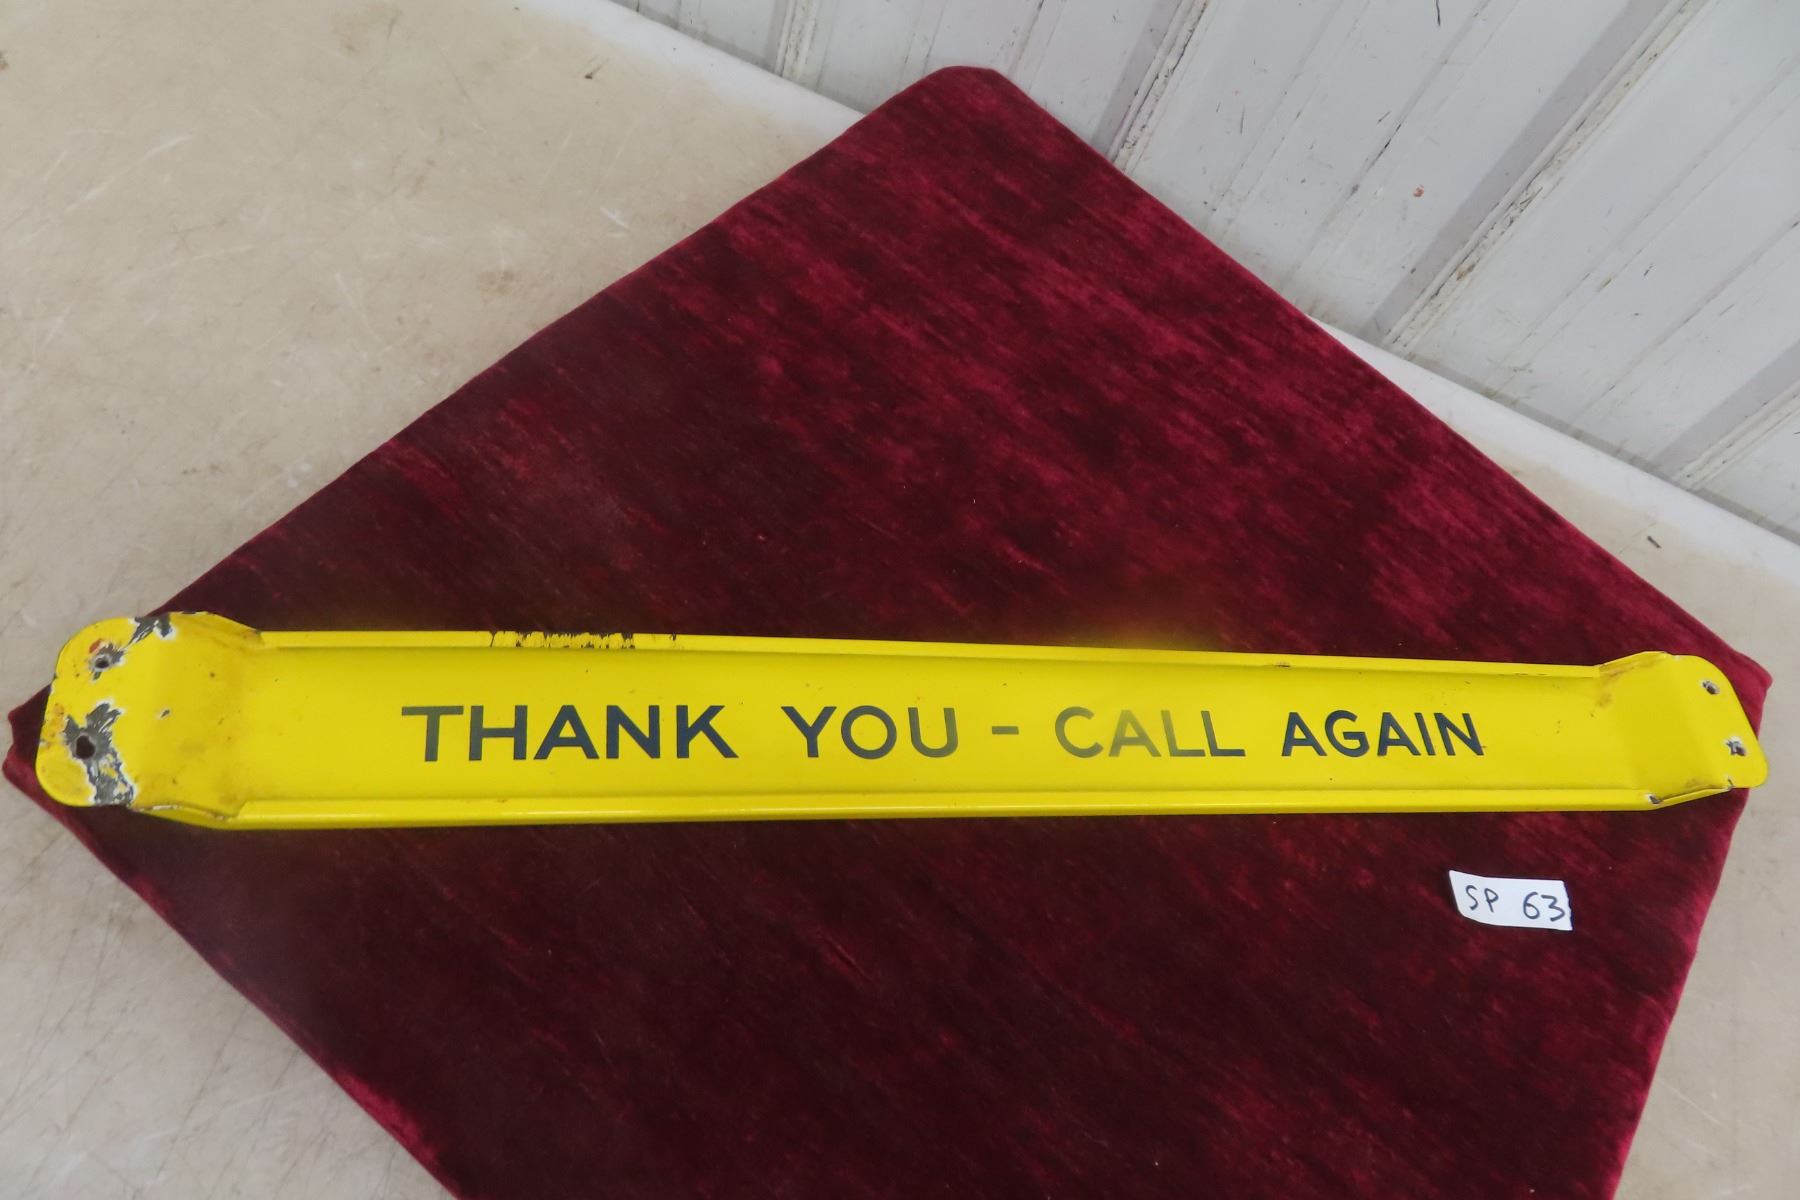 THANK YOU - CALL AGAIN
SP 63